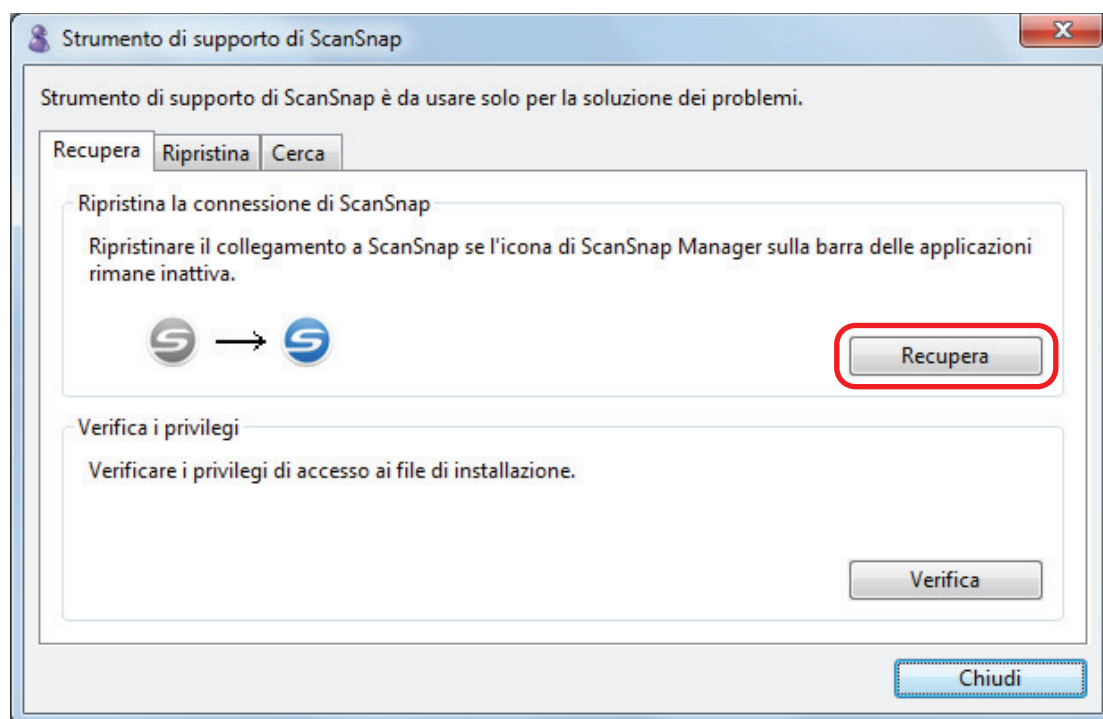 Strumento di supporto di ScanSnap
Strumento di supporto di ScanSnap è da usare solo per la soluzione dei problemi.
Recupera Ripristina Cerca
Ripristina la connessione di ScanSnap
Ripristinare il collegamento a ScanSnap se l'icona di ScanSnap Manager sulla barra delle applicazioni
rimane inattiva.
Recupera
Verifica i privilegi
Verificare i privilegi di accesso ai file di installazione.
Verifica
Chiudi